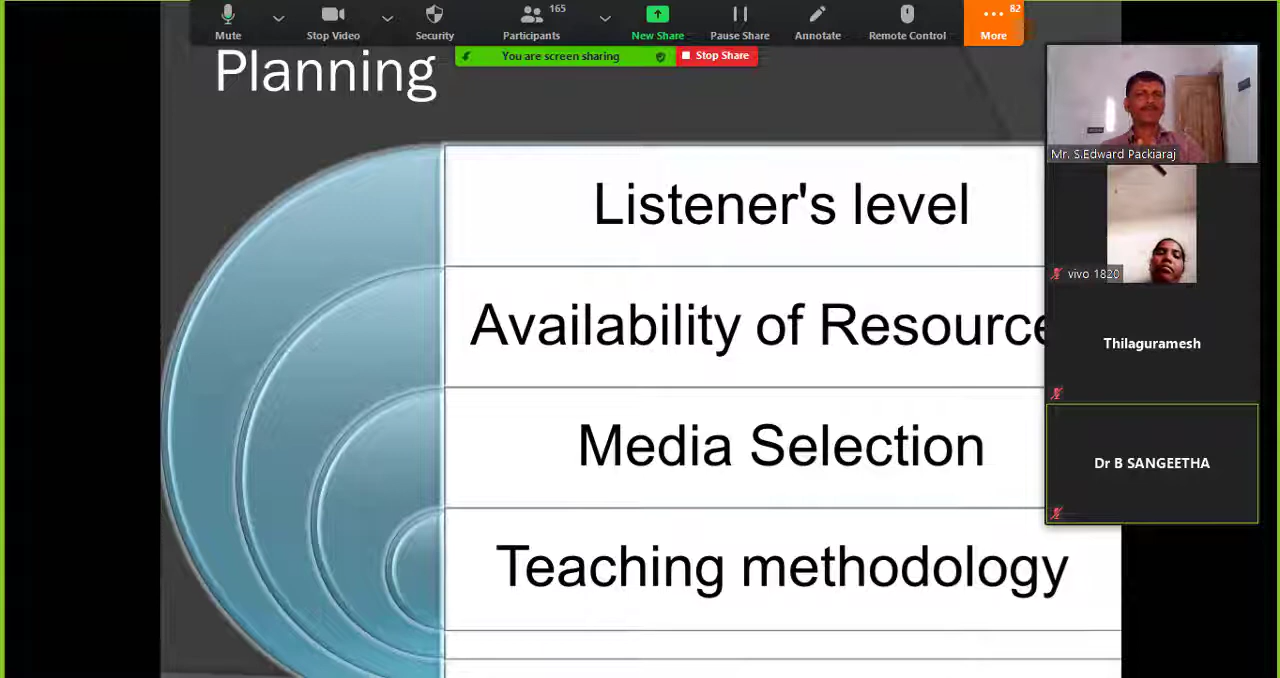 165
82
Mute
Stop Video
Security
Participants
New Share
Pause Share
Annotate
Remote Control
More
You are screen sharing
Stop Share
Planning
Listener's level
Availability of Resource
Media Selection
Teaching methodology
Mr. S.Edward Packiaraj
vivo 1820
Thilaguramesh
Dr B SANGEETHA